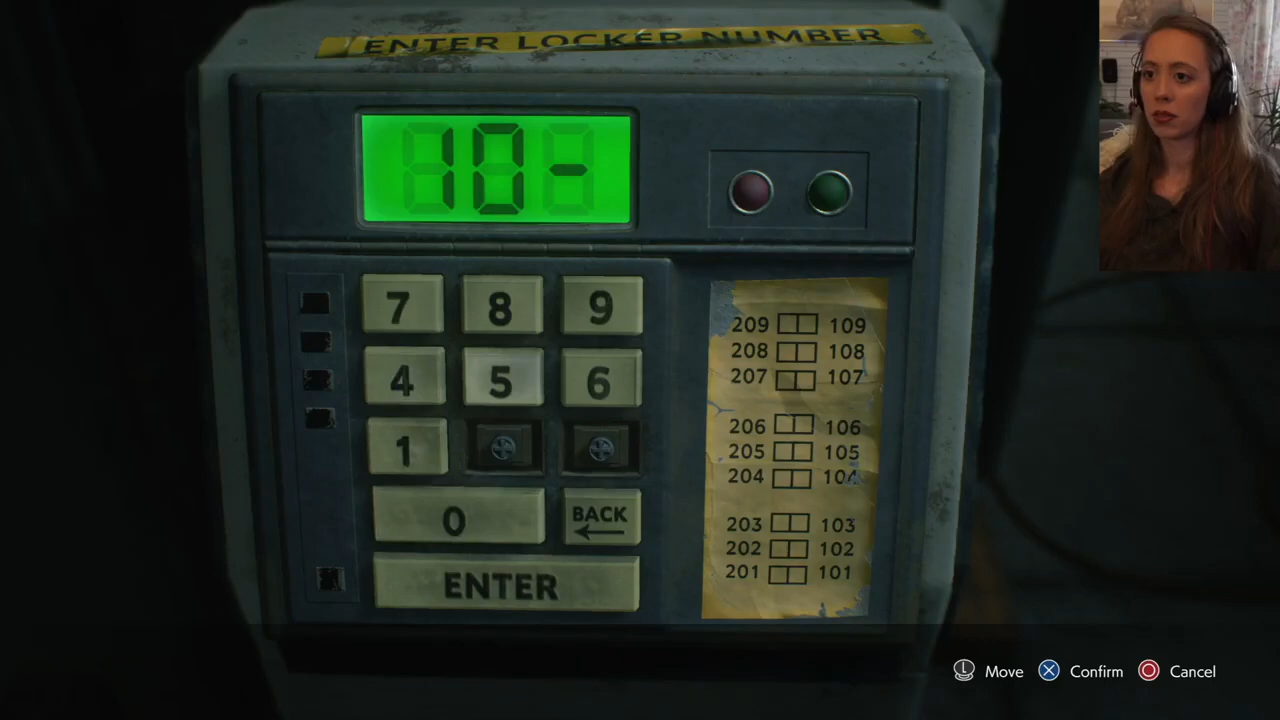 ENTER LOCKER NUMBER
10-
7 8 9
4 5 6
1
0 BACK
ENTER
209 109
208 108
207 107
206 106
205 105
204 104
203 103
202 102
201 101
L Move Confirm Cancel